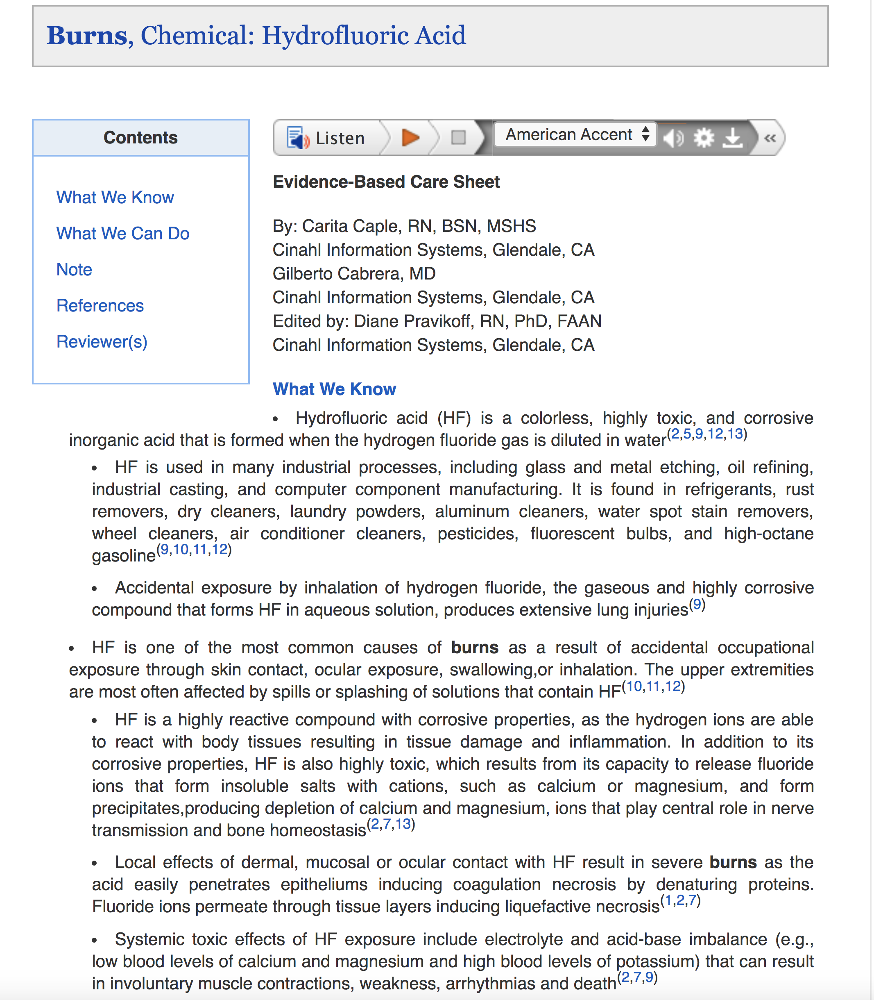 Burns, Chemical: Hydrofluoric Acid
Contents
What We Know
What We Can Do
Note
References
Reviewer(s)
Listen
American Accent
«
Evidence-Based Care Sheet
By: Carita Caple, RN, BSN, MSHS
Cinahl Information Systems, Glendale, CA
Gilberto Cabrera, MD
Cinahl Information Systems, Glendale, CA
Edited by: Diane Pravikoff, RN, PhD, FAAN
Cinahl Information Systems, Glendale, CA
What We Know
• Hydrofluoric acid (HF) is a colorless, highly toxic, and corrosive
inorganic acid that is formed when the hydrogen fluoride gas is diluted in water(2,5,9,12,13)
• HF is used in many industrial processes, including glass and metal etching, oil refining,
industrial casting, and computer component manufacturing. It is found in refrigerants, rust
removers, dry cleaners, laundry powders, aluminum cleaners, water spot stain removers,
wheel cleaners, air conditioner cleaners, pesticides, fluorescent bulbs, and high-octane
gasoline(9,10,11,12)
• Accidental exposure by inhalation of hydrogen fluoride, the gaseous and highly corrosive
compound that forms HF in aqueous solution, produces extensive lung injuries(9)
• HF is one of the most common causes of burns as a result of accidental occupational
exposure through skin contact, ocular exposure, swallowing,or inhalation. The upper extremities
are most often affected by spills or splashing of solutions that contain HF(10,11,12)
• HF is a highly reactive compound with corrosive properties, as the hydrogen ions are able
to react with body tissues resulting in tissue damage and inflammation. In addition to its
corrosive properties, HF is also highly toxic, which results from its capacity to release fluoride
ions that form insoluble salts with cations, such as calcium or magnesium, and form
precipitates,producing depletion of calcium and magnesium, ions that play central role in nerve
transmission and bone homeostasis(2,7,13)
• Local effects of dermal, mucosal or ocular contact with HF result in severe burns as the
acid easily penetrates epitheliums inducing coagulation necrosis by denaturing proteins.
Fluoride ions permeate through tissue layers inducing liquefactive necrosis(1,2,7)
• Systemic toxic effects of HF exposure include electrolyte and acid-base imbalance (e.g.,
low blood levels of calcium and magnesium and high blood levels of potassium) that can result
in involuntary muscle contractions, weakness, arrhythmias and death(2,7,9)